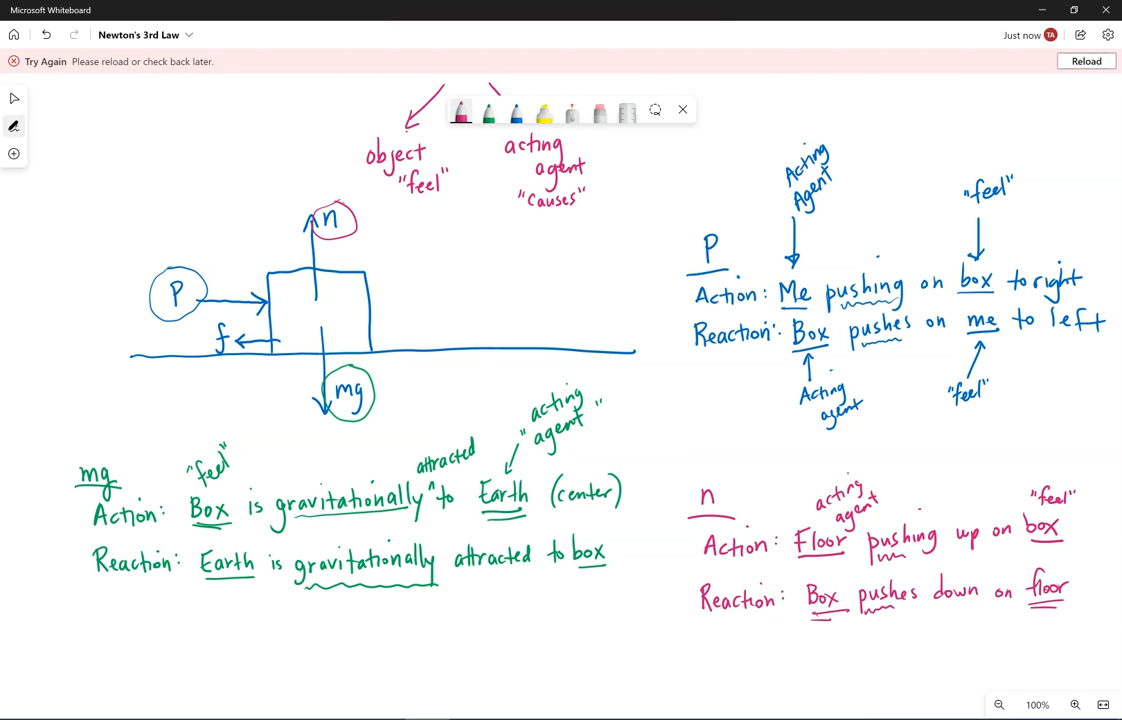 Microsoft Whiteboard
Newton's 3rd Law
Just now TA
Try Again Please reload or check back later.
Reload
object
"feel"
acting
agent
"causes"
n
P
f
mg
Acting
Agent
"feel"
P
Action: Me pushing on box to right
Reaction: Box pushes on me to left
Acting
agent
"feel"
mg
"feel"
attracted
"acting
agent"
Action: Box is gravitationally ^ to Earth (center)
Reaction: Earth is gravitationally attracted to box
n
acting
agent
"feel"
Action: Floor pushing up on box
Reaction: Box pushes down on floor
100%